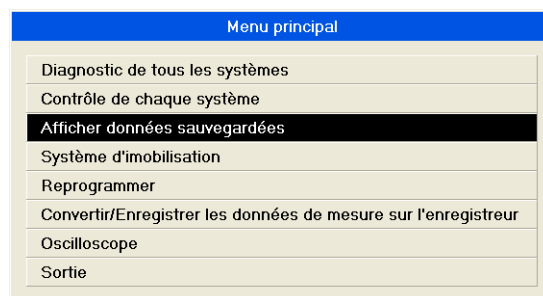 Menu principal
Diagnostic de tous les systèmes
Contrôle de chaque système
Afficher données sauvegardées
Système d'imobilisation
Reprogrammer
Convertir/Enregistrer les données de mesure sur l'enregistreur
Oscilloscope
Sortie